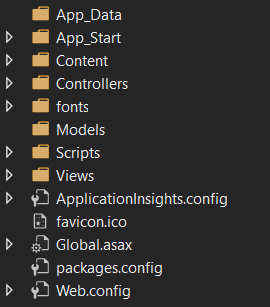 App_Data
App_Start
Content
Controllers
fonts
Models
Scripts
Views
ApplicationInsights.config
favicon.ico
Global.asax
packages.config
Web.config